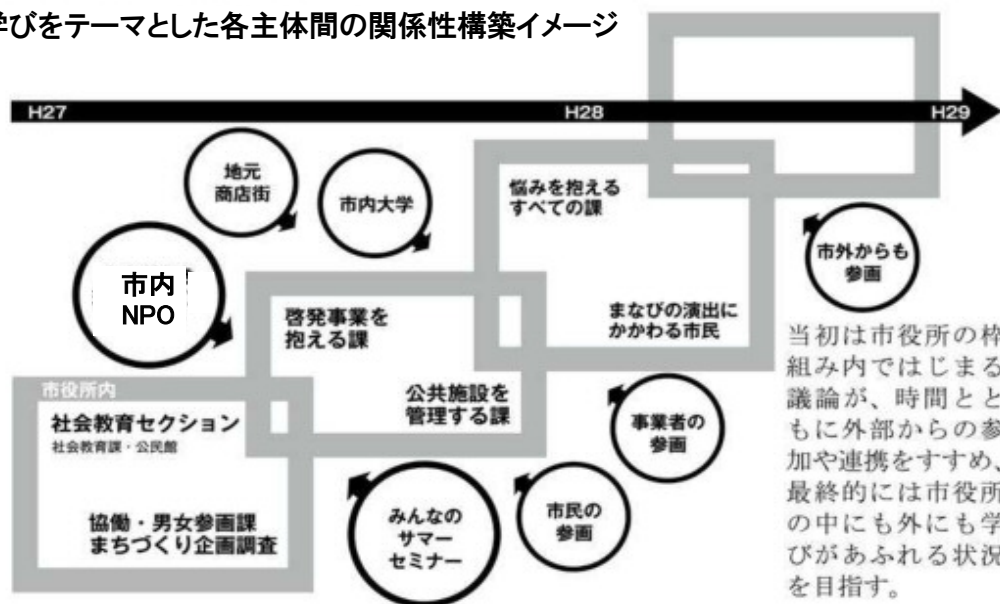 学びをテーマとした各主体間の関係性構築イメージ
H27
H28
H29
地元
商店街
市内大学
市内
NPO
悩みを抱える
すべての課
市外からも
参画
啓発事業を
抱える課
まなびの演出に
かかわる市民
公共施設を
管理する課
市役所内
社会教育セクション
社会教育課・公民館
協働・男女参画課
まちづくり企画調査
みんなの
サマー
セミナー
市民の
参画
事業者の
参画
当初は市役所の枠
組み内ではじまる
議論が、時間とと
もに外部からの参
加や連携をすすめ、
最終的には市役所
の中にも外にも学
びがあふれる状況
を目指す。